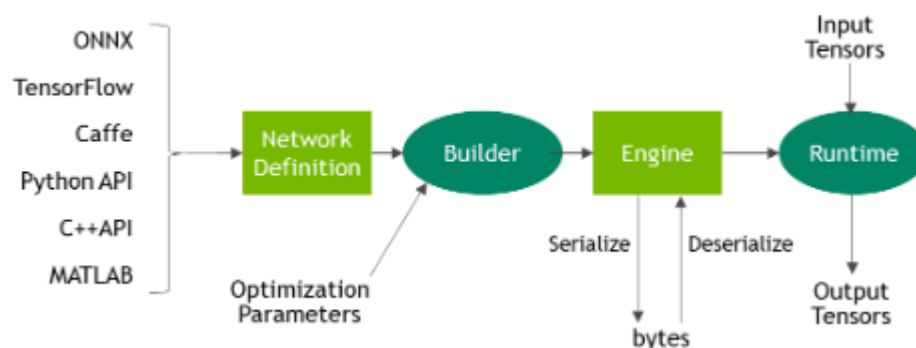 ONNX
TensorFlow
Caffe
Python API
C++API
MATLAB
Network
Definition
Optimization
Parameters
Builder
Engine
Serialize
Deserialize
bytes
Input
Tensors
Runtime
Output
Tensors